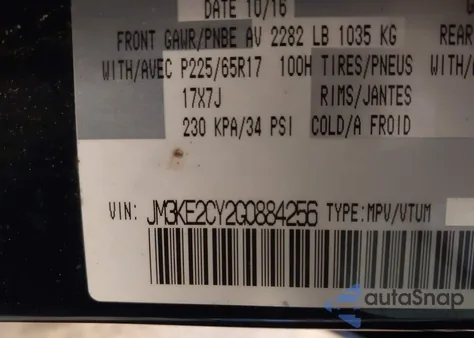 DATE 10/16
FRONT GAWR/PNBE AV 2282 LB 1035 KG REAR
WITH/AVEC P225/65R17 100H TIRES/PNEUS WITH/
17X7J RIMS/JANTES
230 KPA/34 PSI COLD/A FROID
VIN: JM3KE2CY2G0884256 TYPE:MPV/VTUM
autoSnap